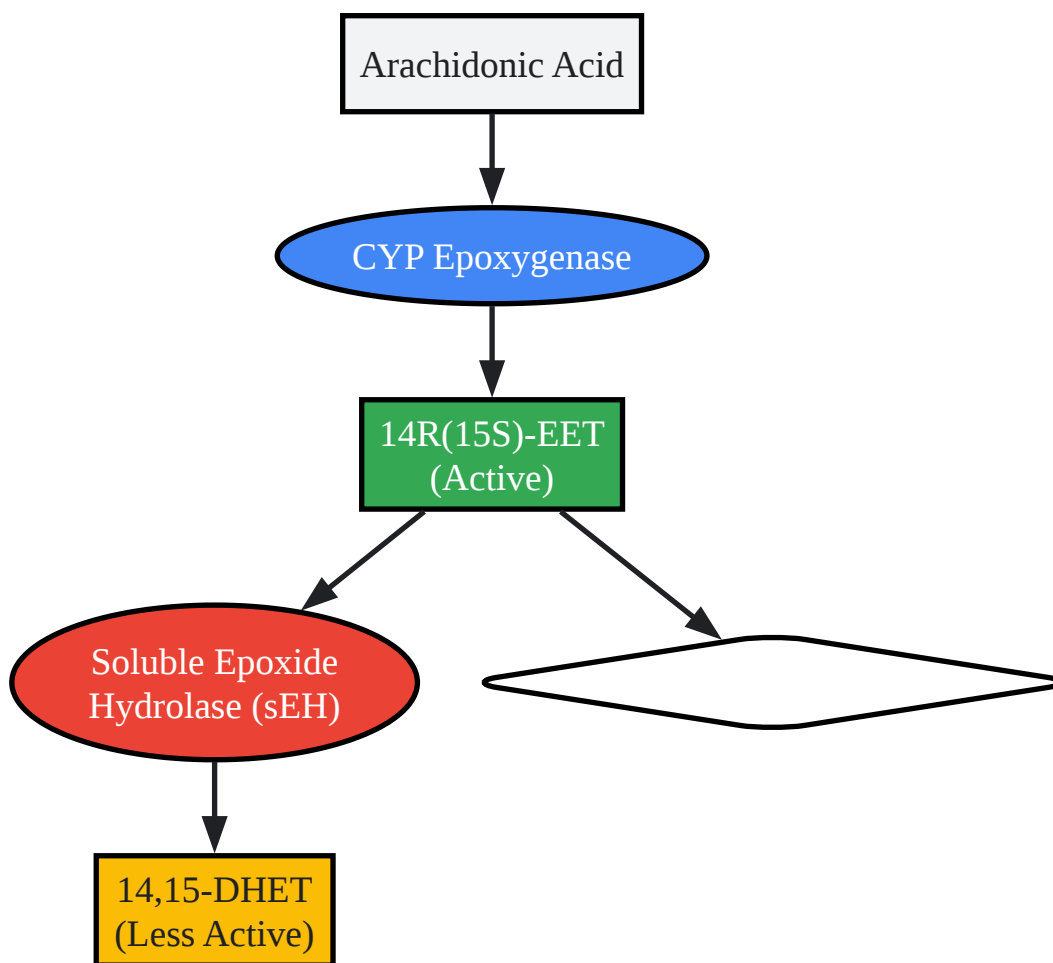 Arachidonic Acid
CYP Epoxygenase
14R(15S)-EET
(Active)
Soluble Epoxide
Hydrolase (sEH)
14,15-DHET
(Less Active)